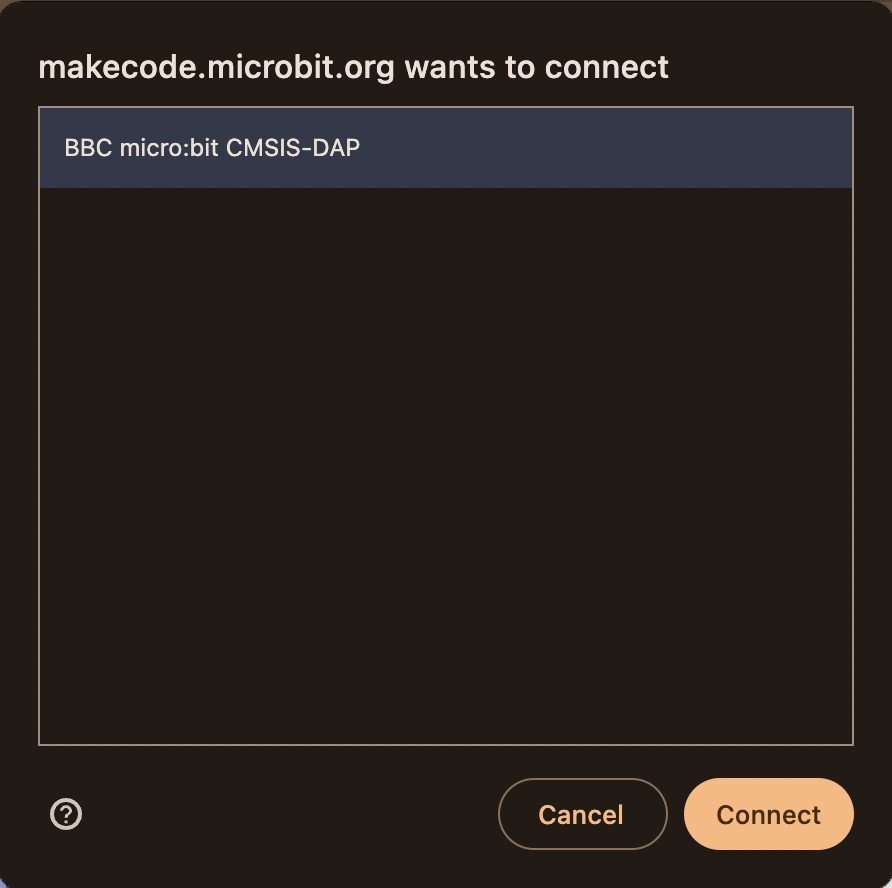 makecode.microbit.org wants to connect
BBC micro:bit CMSIS-DAP
Cancel
Connect